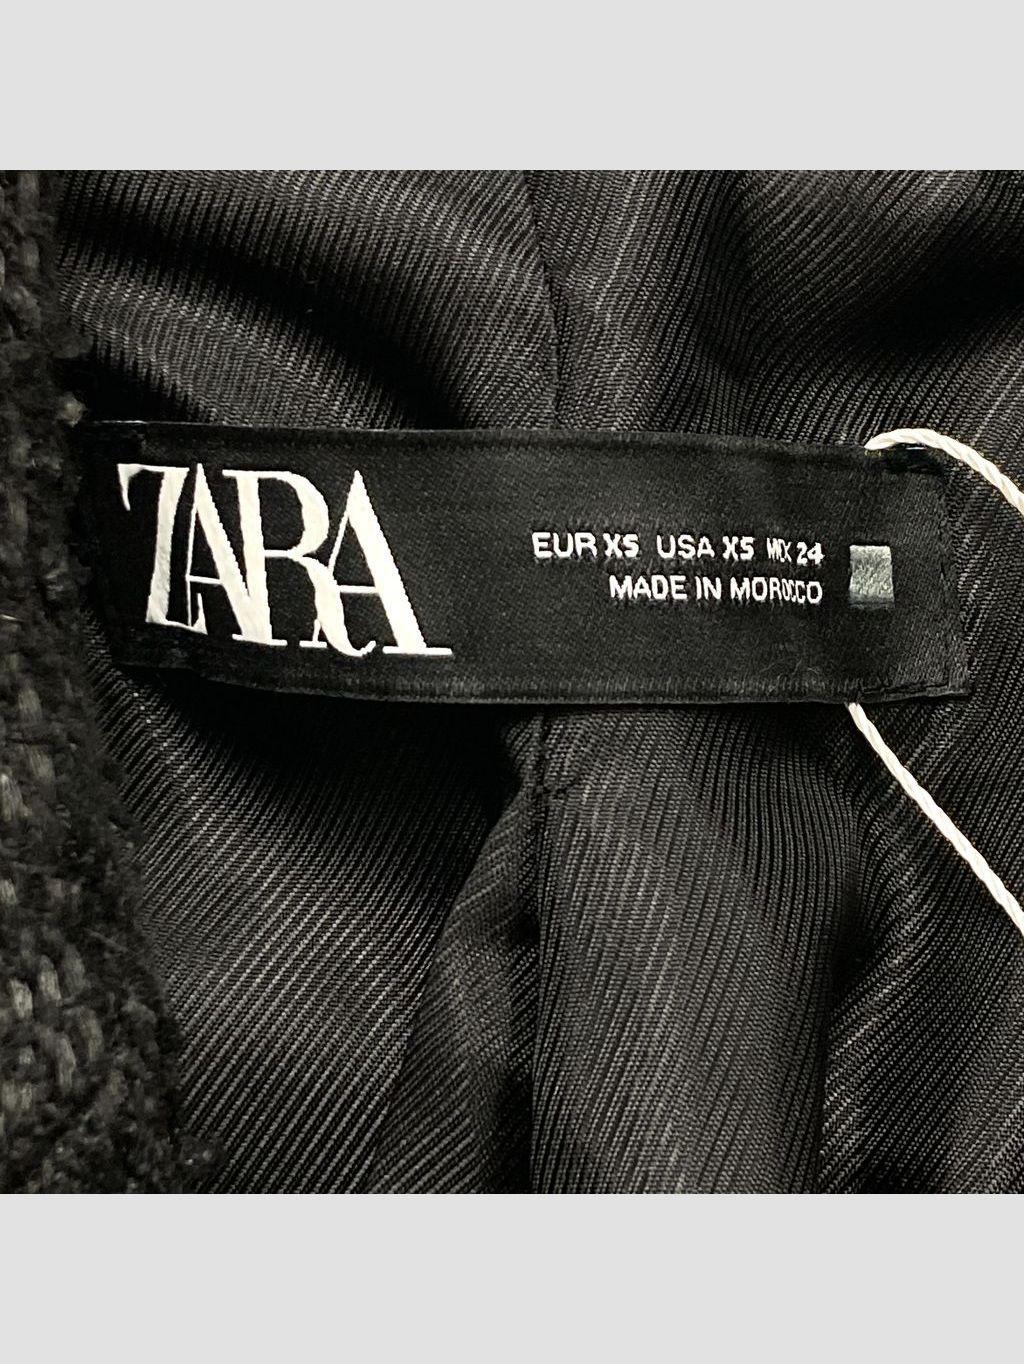 ZARA
EUR XS USA XS MEX 24
MADE IN MOROCCO